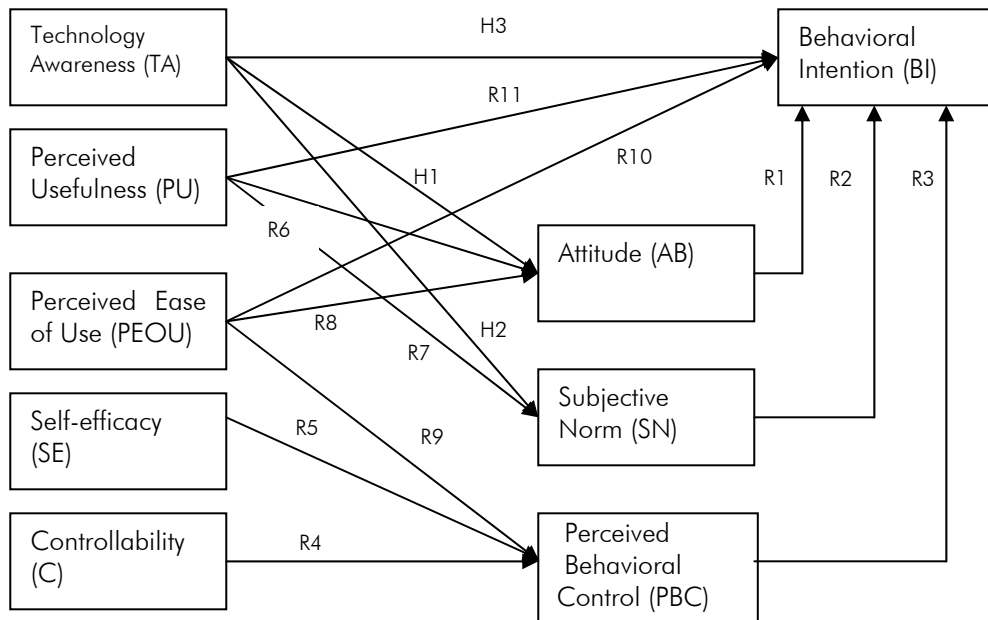 Technology
Awareness (TA)
H3
Behavioral
Intention (BI)
R11
Perceived
Usefulness (PU)
R10
H1
R1
R2
R3
R6
Attitude (AB)
Perceived Ease
of Use (PEOU)
R8
H2
R7
Subjective
Norm (SN)
Self-efficacy
(SE)
R5
R9
Controllability
(C)
R4
Perceived
Behavioral
Control (PBC)